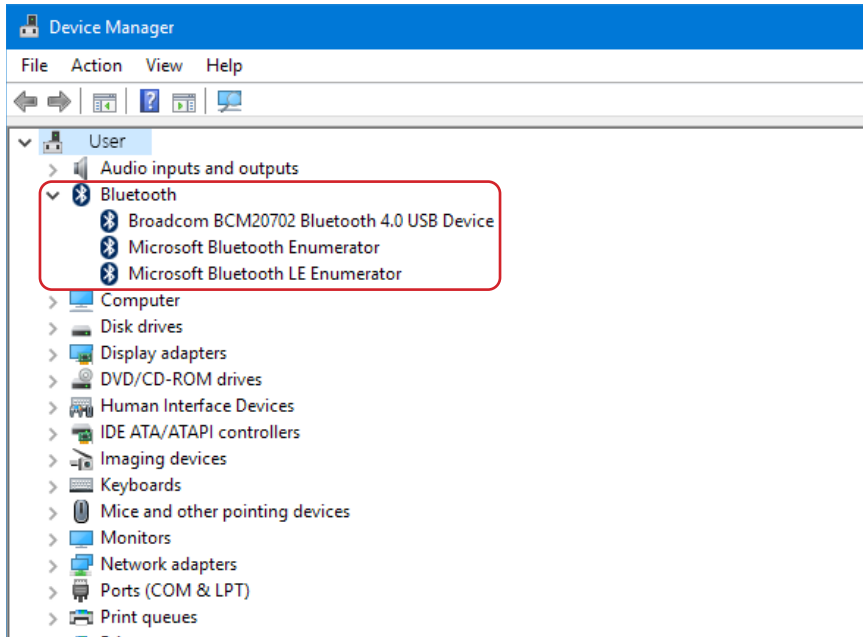 Device Manager
File Action View Help
User
Audio inputs and outputs
Bluetooth
Broadcom BCM20702 Bluetooth 4.0 USB Device
Microsoft Bluetooth Enumerator
Microsoft Bluetooth LE Enumerator
Computer
Disk drives
Display adapters
DVD/CD-ROM drives
Human Interface Devices
IDE ATA/ATAPI controllers
Imaging devices
Keyboards
Mice and other pointing devices
Monitors
Network adapters
Ports (COM & LPT)
Print queues